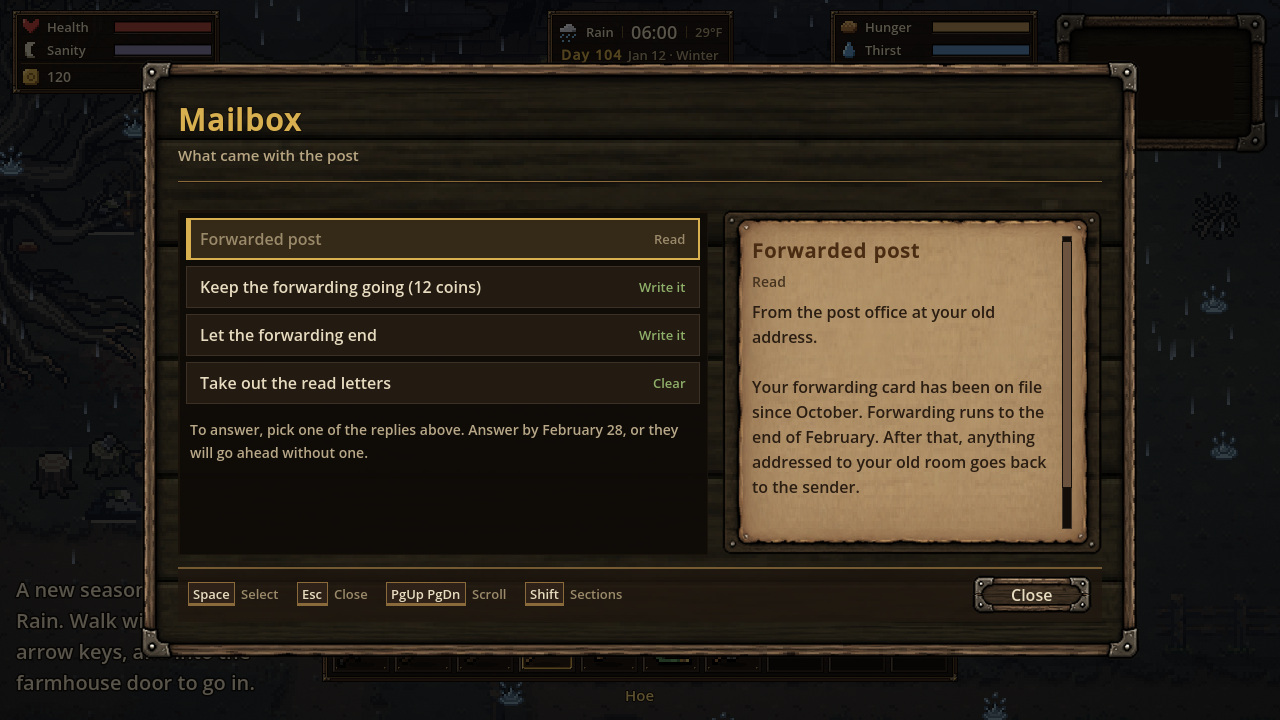 Health
Sanity
120
Rain
06:00
29°F
Day 104 Jan 12 · Winter
Hunger
Thirst
Mailbox
What came with the post
Forwarded post
Read
Keep the forwarding going (12 coins)
Write it
Let the forwarding end
Write it
Take out the read letters
Clear
To answer, pick one of the replies above. Answer by February 28, or they
will go ahead without one.
Forwarded post
Read
From the post office at your old
address.
Your forwarding card has been on file
since October. Forwarding runs to the
end of February. After that, anything
addressed to your old room goes back
to the sender.
Space Select
Esc Close
PgUp PgDn Scroll
Shift Sections
Close
A new season
Rain. Walk
arrow keys,
farmhouse door to go in.
Hoe